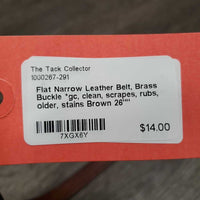 The Tack Collector
1000267-291
Flat Narrow Leather Belt, Brass
Buckle *gc, clean, scrapes, rubs,
older, stains Brown 26""
$14.00
7XGX6Y